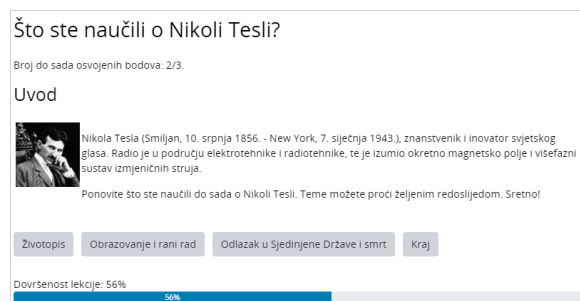 Što ste naučili o Nikoli Tesli?
Broj do sada osvojenih bodova: 2/3.
Uvod
Nikola Tesla (Smiljan, 10. srpnja 1856. - New York, 7. siječnja 1943.), znanstvenik i inovator svjetskog
glasa. Radio je u području elektrotehnike i radiotehnike, te je izumio okretno magnetsko polje i višefazni
sustav izmjeničnih struja.
Ponovite što ste naučili do sada o Nikoli Tesli. Teme možete proći željenim redoslijedom. Sretno!
Životopis Obrazovanje i rani rad Odlazak u Sjedinjene Države i smrt Kraj
Dovršenost lekcije: 56%
56%